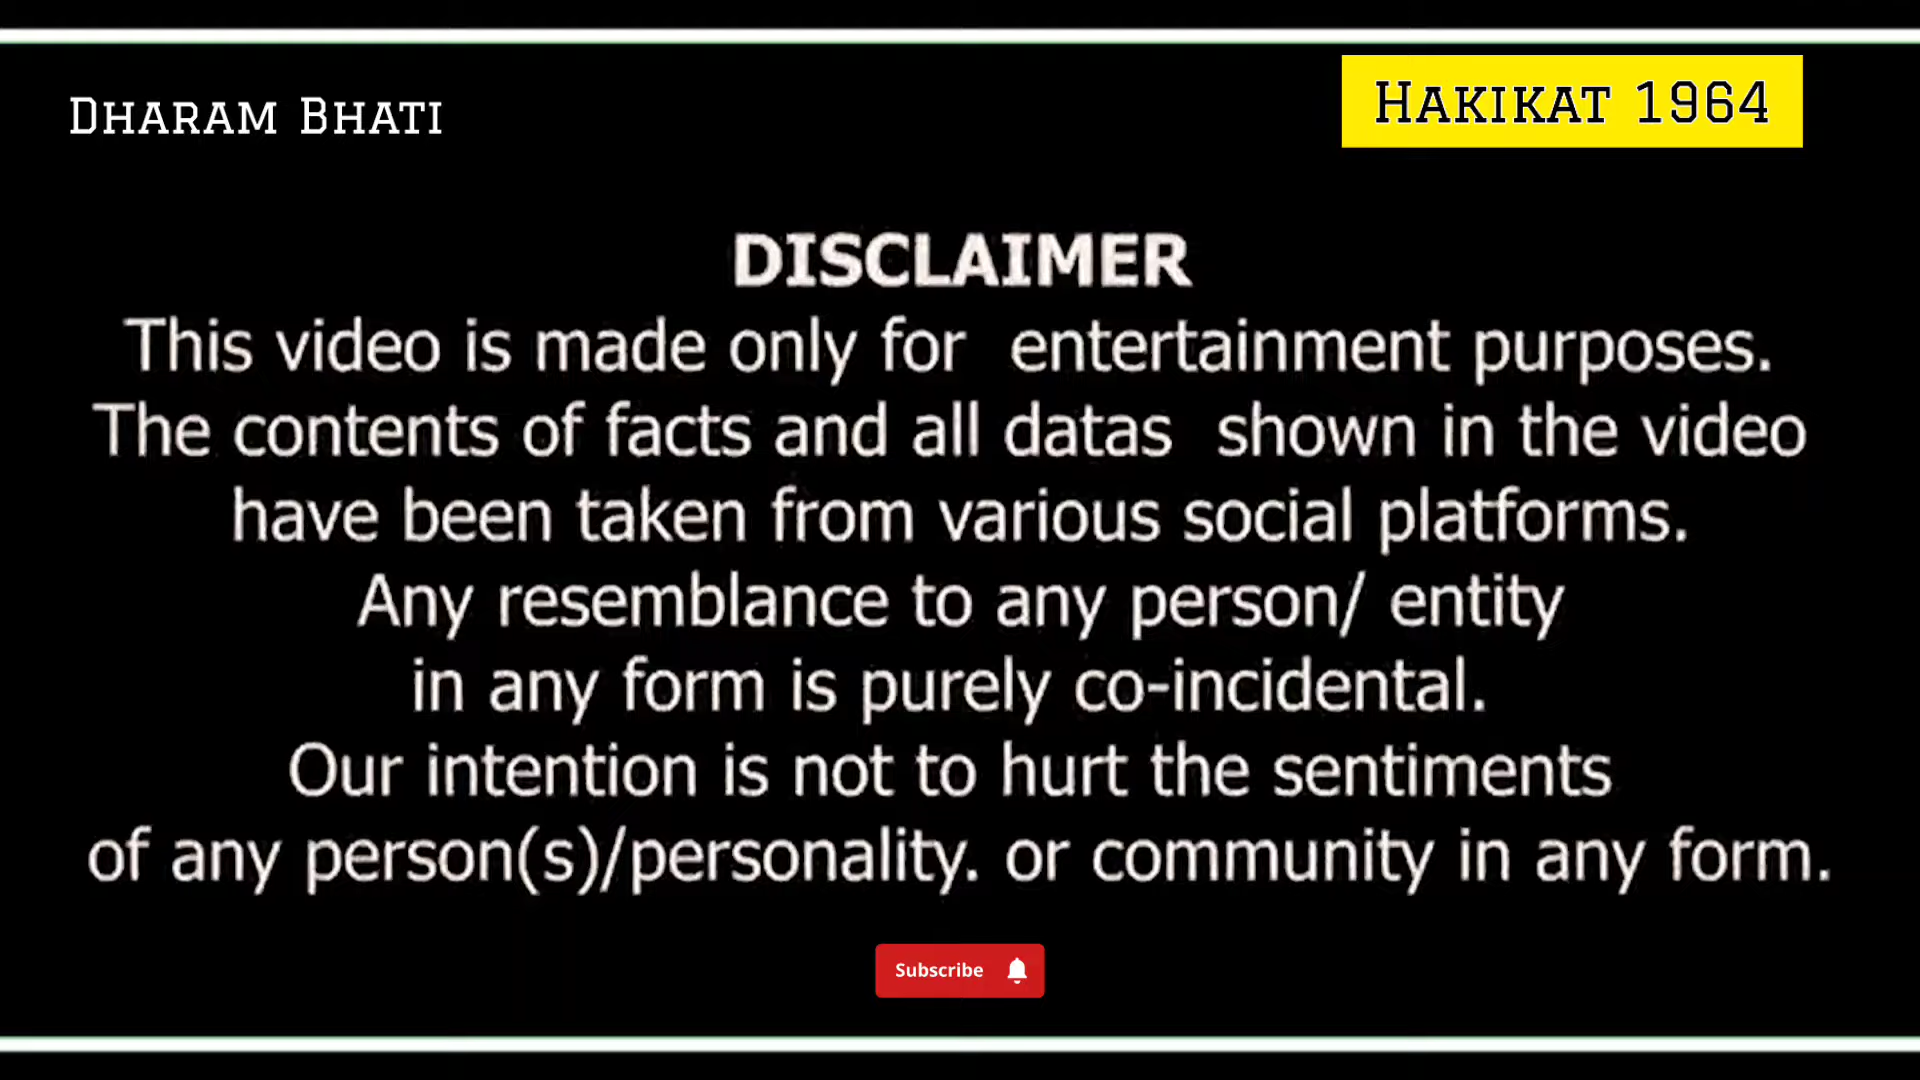 Dharam Bhati
Hakikat 1964
DISCLAIMER
This video is made only for entertainment purposes.
The contents of facts and all datas shown in the video
have been taken from various social platforms.
Any resemblance to any person/ entity
in any form is purely co-incidental.
Our intention is not to hurt the sentiments
of any person(s)/personality. or community in any form.
Subscribe